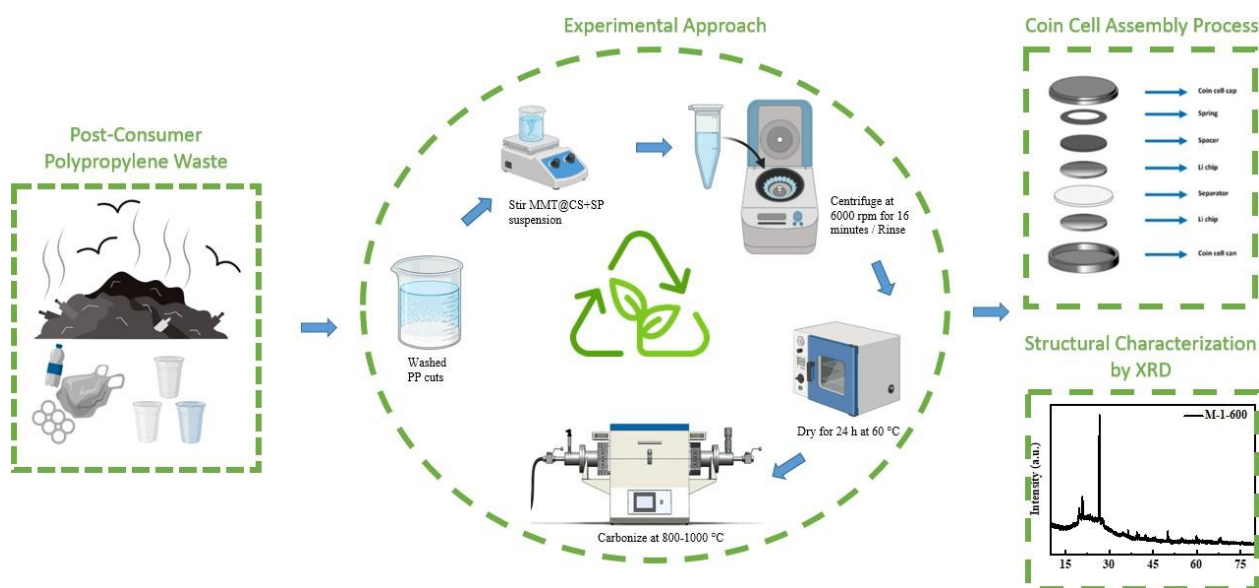 Experimental Approach
Coin Cell Assembly Process
Post-Consumer
Polypropylene Waste
Washed
PP cuts
Stir MMT@CS+SP
suspension
Centrifuge at
6000 rpm for 16
minutes / Rinse
Dry for 24 h at 60 °C
Carbonize at 800-1000 °C
Coin cell cap
Spring
Spacer
Li chip
Separator
Li chip
Coin cell can
Structural Characterization
by XRD
M-1-600
Intensity (a.u.)
15 30 45 60 75